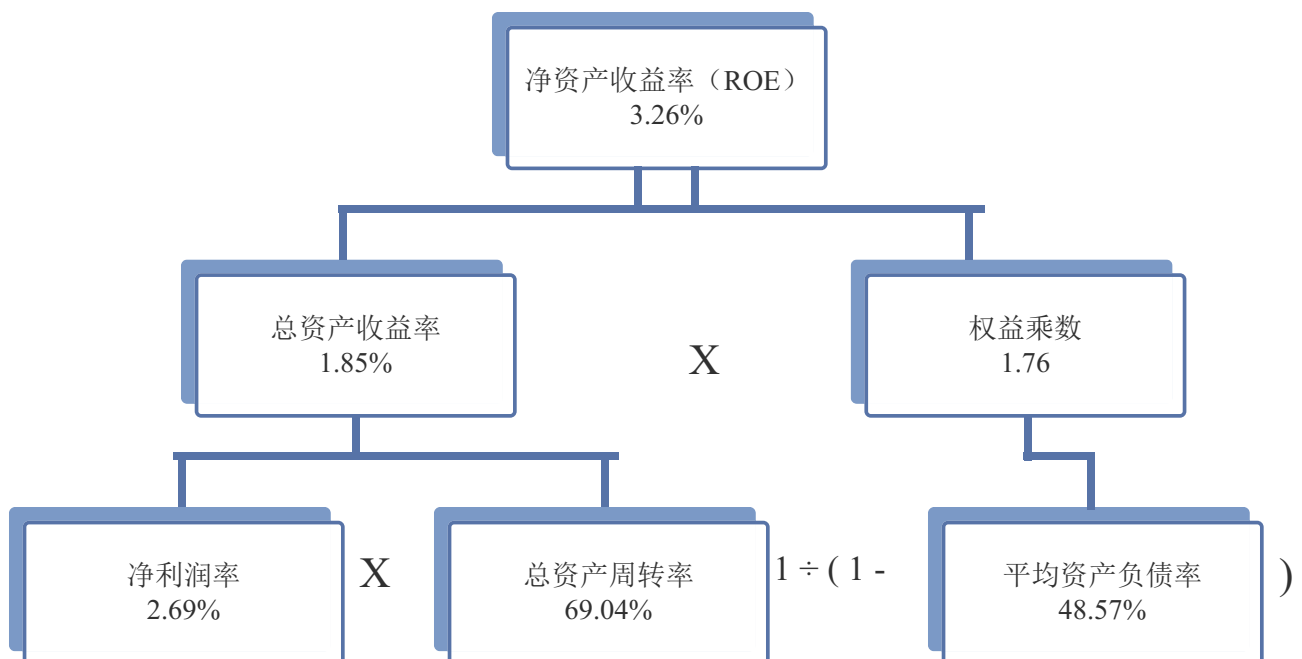 净资产收益率（ROE）
3.26%
总资产收益率
1.85%
X
权益乘数
1.76
净利润率
2.69%
X
总资产周转率
69.04%
1 ÷ ( 1 -
平均资产负债率
48.57%
)